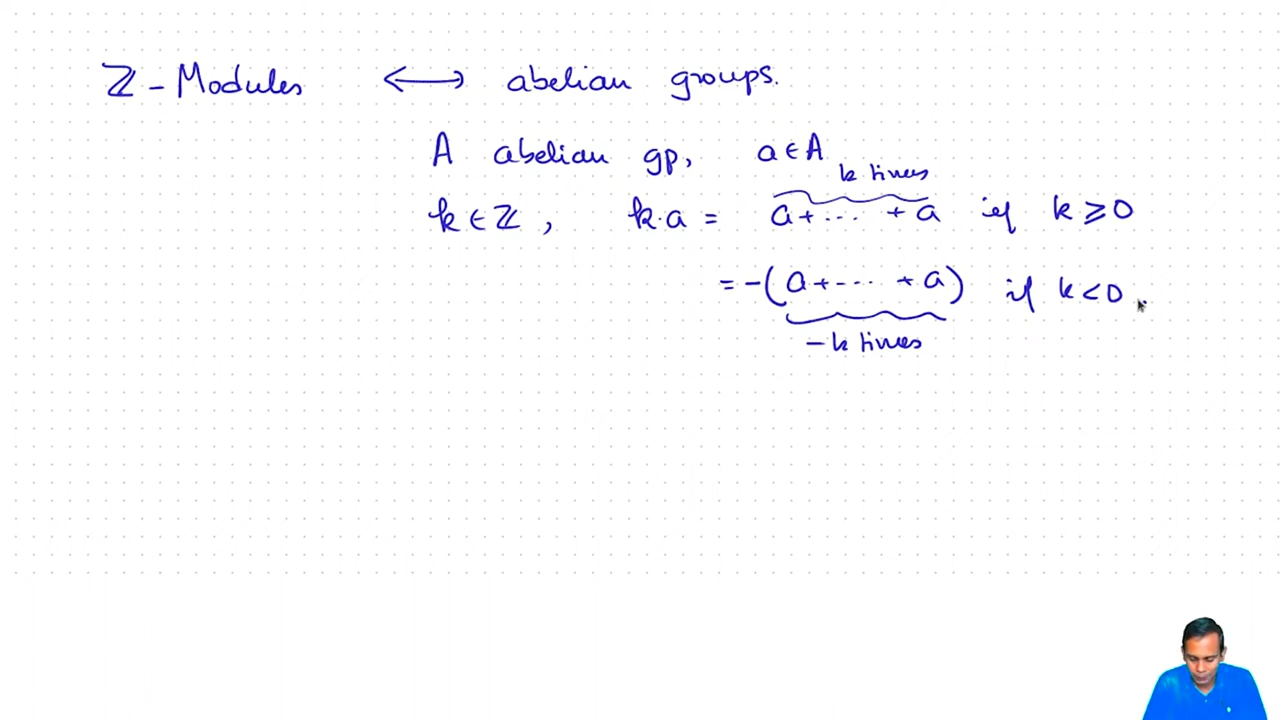 ℤ - Modules ⟷ abelian groups.
A abelian gp, a ∈ A
k times
k ∈ ℤ, k·a = a + ... + a if k ≥ 0
= -(a + ... + a) if k < 0.
-k times